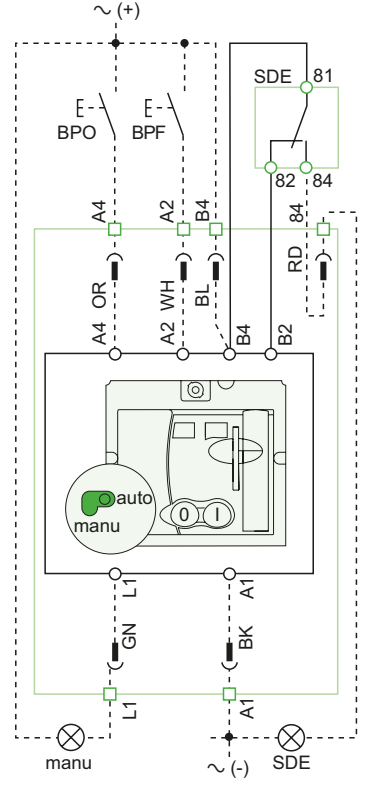 ∿ (+)
SDE 81
BPO BPF
82 84
A4 A2 B4 84
OR WH BL RD
A4 A2 B4 B2
auto
manu
0 I
L1 A1
GN BK
L1 A1
manu SDE
∿ (-)